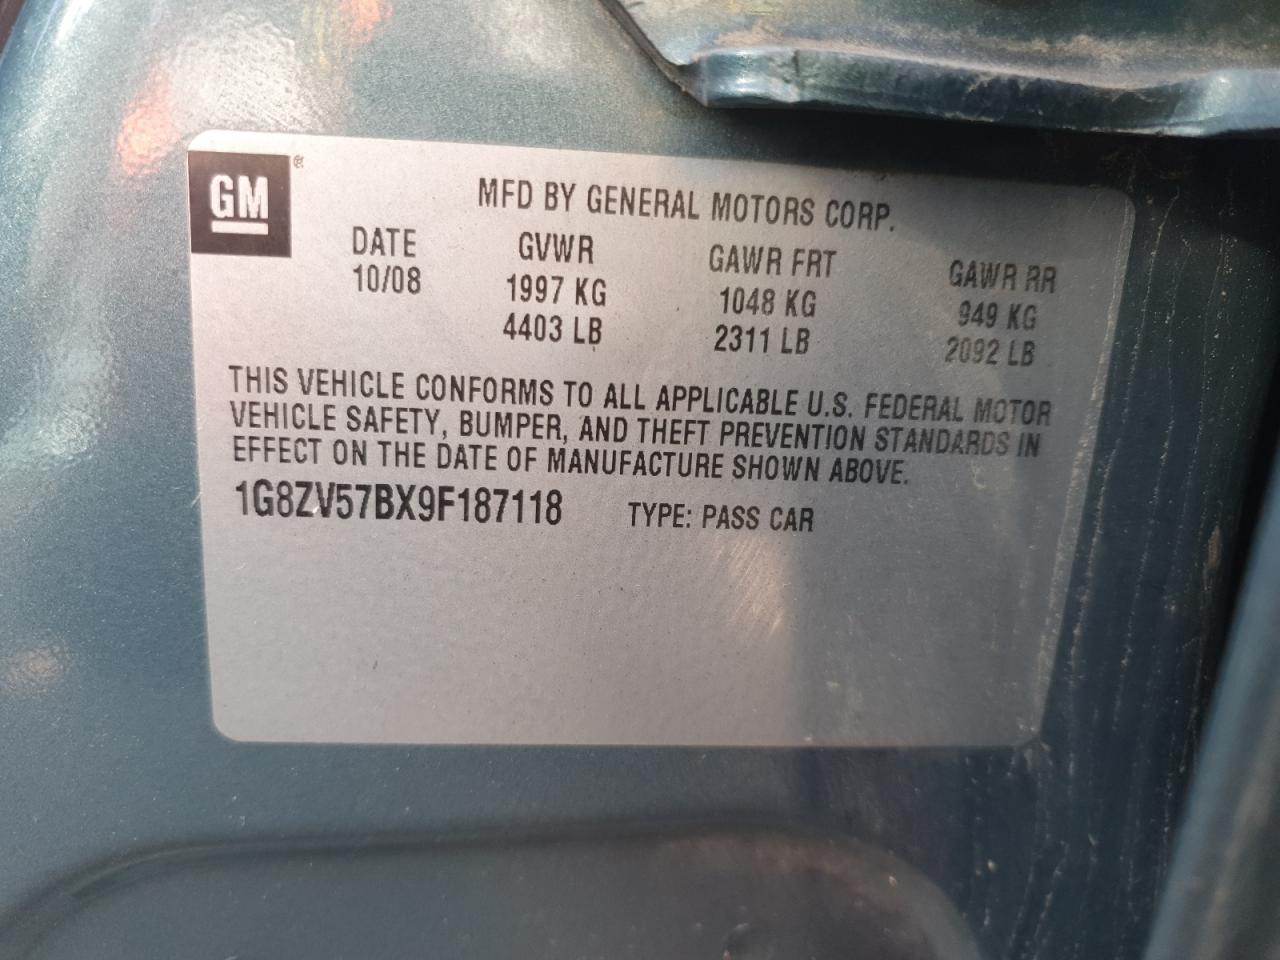 GM ®
MFD BY GENERAL MOTORS CORP.
DATE GVWR GAWR FRT GAWR RR
10/08 1997 KG 1048 KG 949 KG
4403 LB 2311 LB 2092 LB
THIS VEHICLE CONFORMS TO ALL APPLICABLE U.S. FEDERAL MOTOR
VEHICLE SAFETY, BUMPER, AND THEFT PREVENTION STANDARDS IN
EFFECT ON THE DATE OF MANUFACTURE SHOWN ABOVE.
1G8ZV57BX9F187118 TYPE: PASS CAR